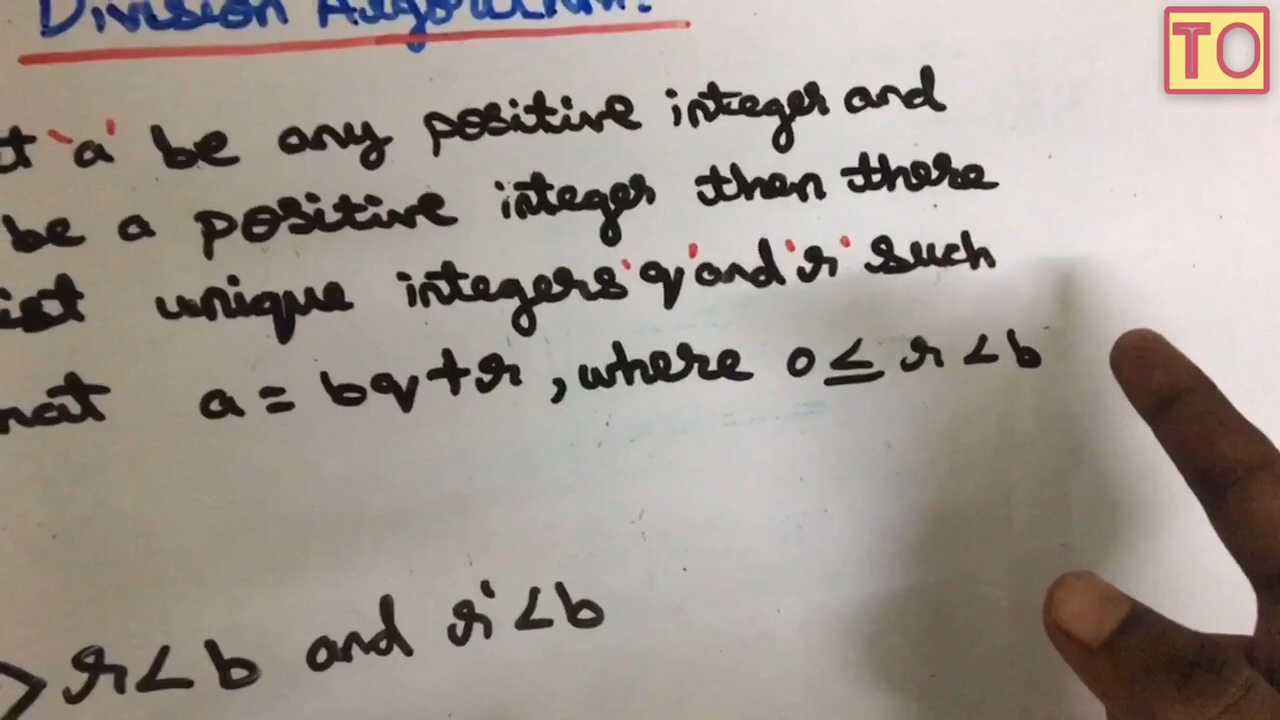 Division Algorithm:
TO
t 'a' be any positive integer and
be a positive integer then there
ist unique integers 'q' and 'r' such
hat a = bq + r , where 0 ≤ r < b
> r < b and r' < b